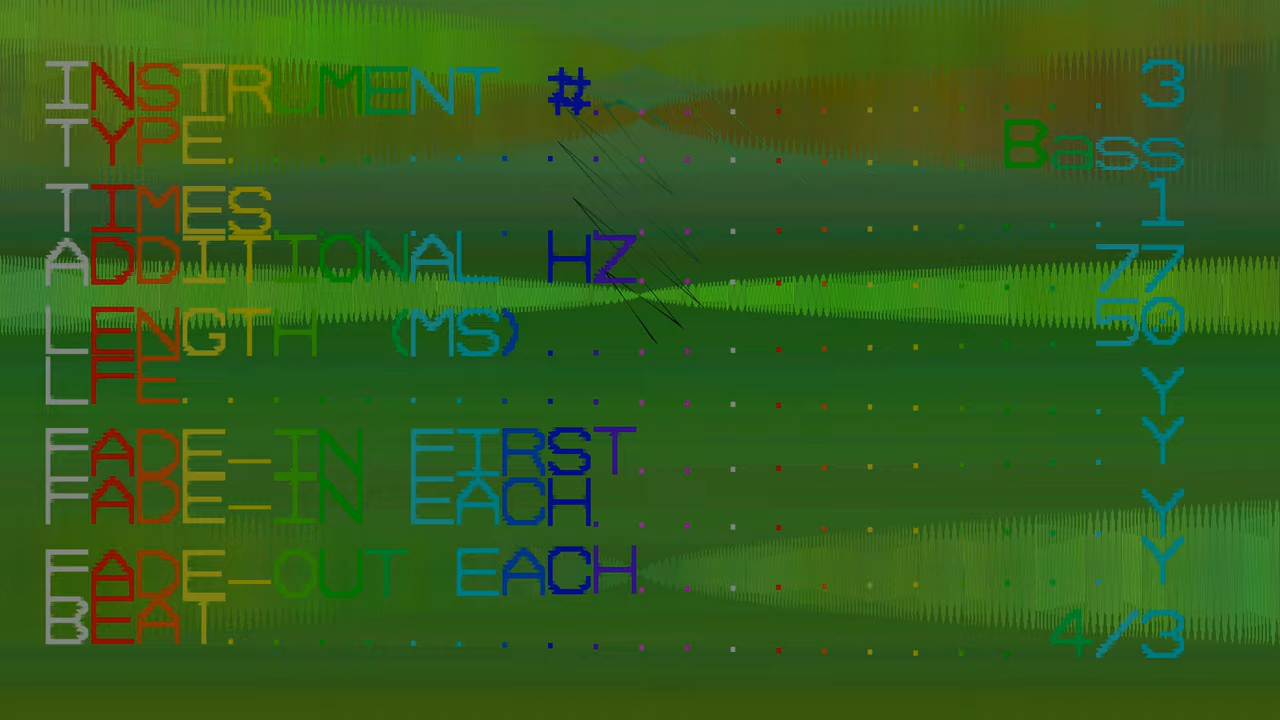 INSTRUMENT #. . . . . . . . . . . . 3
TYPE. . . . . . . . . . . . . . . . . . Bass
TIMES . . . . . . . . . . . . . . . . . 1
ADDITIONAL HZ. . . . . . . . . . 77
LENGTH (MS) . . . . . . . . . . . . 50
LFE. . . . . . . . . . . . . . . . . . . . . Y
FADE-IN FIRST . . . . . . . . . . . Y
FADE-IN EACH. . . . . . . . . . . . Y
FADE-OUT EACH. . . . . . . . . . . Y
BEAT. . . . . . . . . . . . . . . . . . 4/3